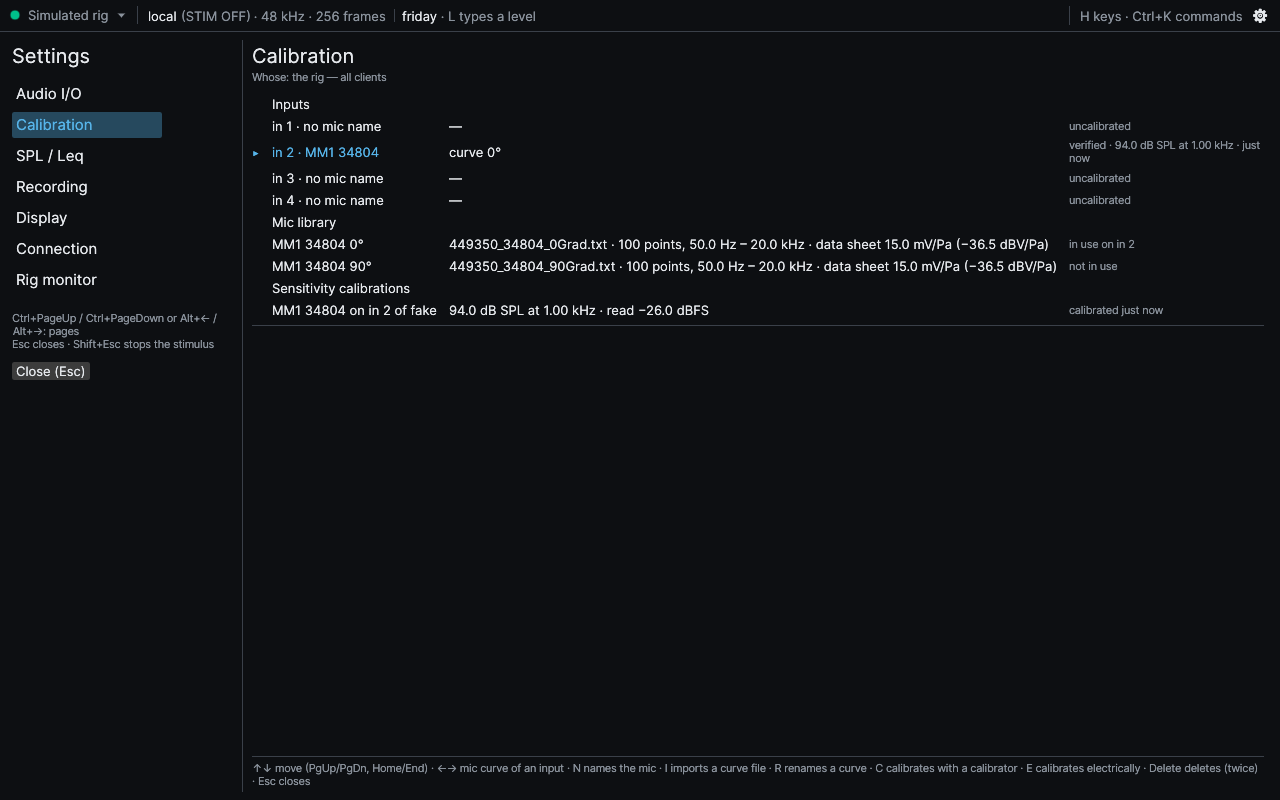 Simulated rig local (STIM OFF) · 48 kHz · 256 frames friday · L types a level H keys · Ctrl+K commands
Settings
Audio I/O
Calibration
SPL / Leq
Recording
Display
Connection
Rig monitor
Ctrl+PageUp / Ctrl+PageDown or Alt+← /
Alt+→: pages
Esc closes · Shift+Esc stops the stimulus
Close (Esc)
Calibration
Whose: the rig — all clients
Inputs
in 1 · no mic name — uncalibrated
▸ in 2 · MM1 34804 curve 0° verified · 94.0 dB SPL at 1.00 kHz · just
now
in 3 · no mic name — uncalibrated
in 4 · no mic name — uncalibrated
Mic library
MM1 34804 0° 449350_34804_0Grad.txt · 100 points, 50.0 Hz – 20.0 kHz · data sheet 15.0 mV/Pa (−36.5 dBV/Pa) in use on in 2
MM1 34804 90° 449350_34804_90Grad.txt · 100 points, 50.0 Hz – 20.0 kHz · data sheet 15.0 mV/Pa (−36.5 dBV/Pa) not in use
Sensitivity calibrations
MM1 34804 on in 2 of fake 94.0 dB SPL at 1.00 kHz · read −26.0 dBFS calibrated just now
↑↓ move (PgUp/PgDn, Home/End) · ←→ mic curve of an input · N names the mic · I imports a curve file · R renames a curve · C calibrates with a calibrator · E calibrates electrically · Delete deletes (twice)
· Esc closes